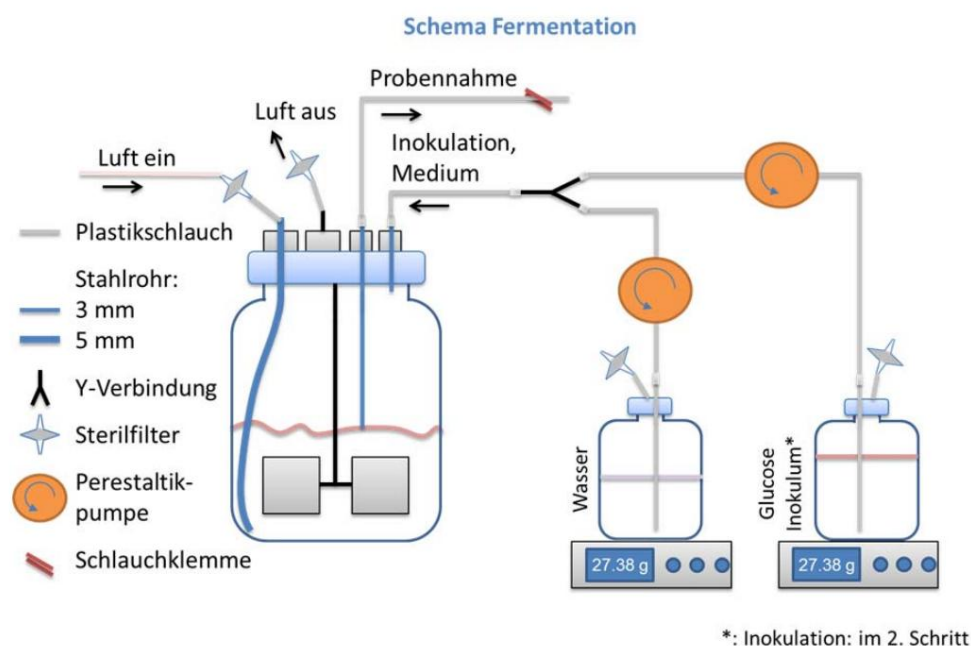 Schema Fermentation
Probennahme
Luft aus
Luft ein
Inokulation,
Medium
Plastikschlauch
Stahlrohr:
3 mm
5 mm
Y-Verbindung
Sterilfilter
Perestaltik-
pumpe
Schlauchklemme
Wasser
Glucose
Inokulum*
27.38 g
27.38 g
*: Inokulation: im 2. Schritt